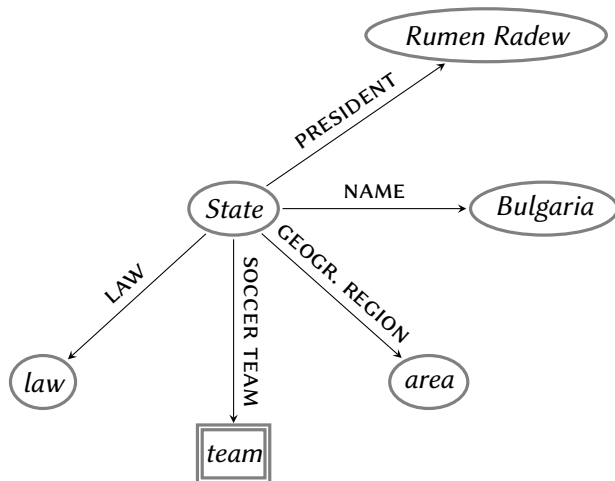 Rumen Radew
PRESIDENT
State
NAME
Bulgaria
LAW
SOCCER TEAM
GEOGR. REGION
law
area
team